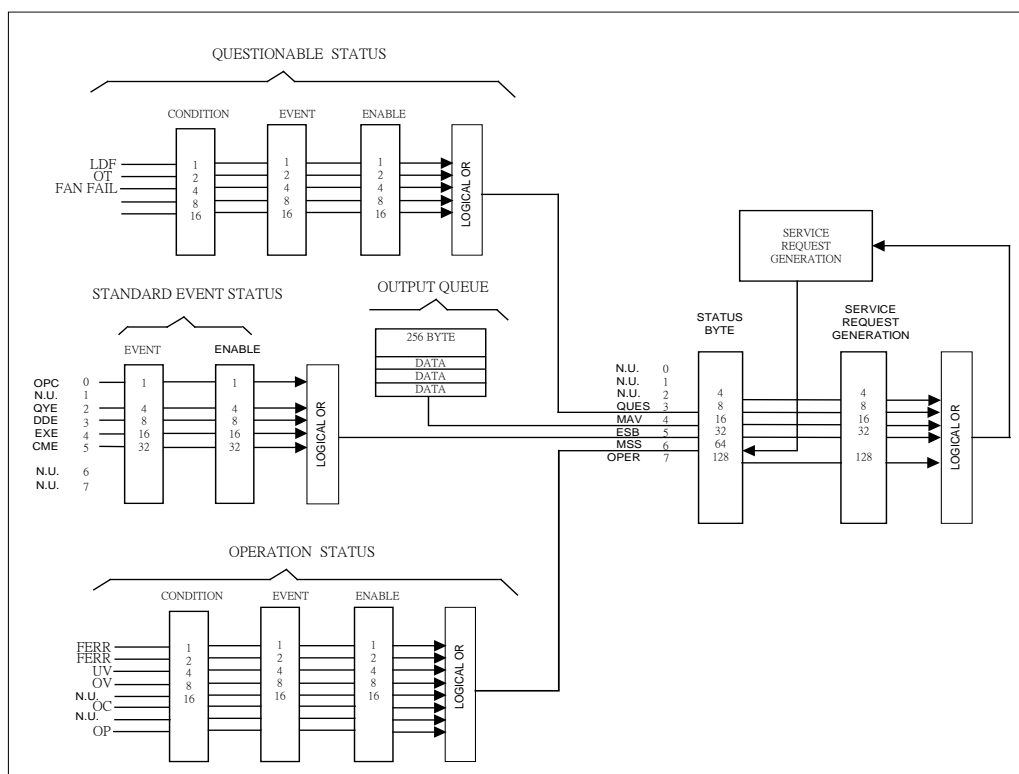 QUESTIONABLE STATUS
CONDITION EVENT ENABLE
LDF 1 1 1
OT 2 2 2
FAN FAIL 4 4 4
8 8 8
16 16 16
LOGICAL OR
STANDARD EVENT STATUS
EVENT ENABLE
OPC 0 1 1
N.U. 1
QYE 2 4 4
DDE 3 8 8
EXE 4 16 16
CME 5 32 32
N.U. 6
N.U. 7
LOGICAL OR
OUTPUT QUEUE
256 BYTE
DATA
DATA
DATA
SERVICE
REQUEST
GENERATION
STATUS
BYTE
SERVICE
REQUEST
GENERATION
N.U. 0
N.U. 1
N.U. 2 4 4
QUES 3 8 8
MAV 4 16 16
ESB 5 32 32
MSS 6 64
OPER 7 128 128
LOGICAL OR
OPERATION STATUS
CONDITION EVENT ENABLE
FERR 1 1 1
FERR 2 2 2
UV 4 4 4
OV 8 8 8
N.U. 16 16 16
OC
N.U.
OP
LOGICAL OR